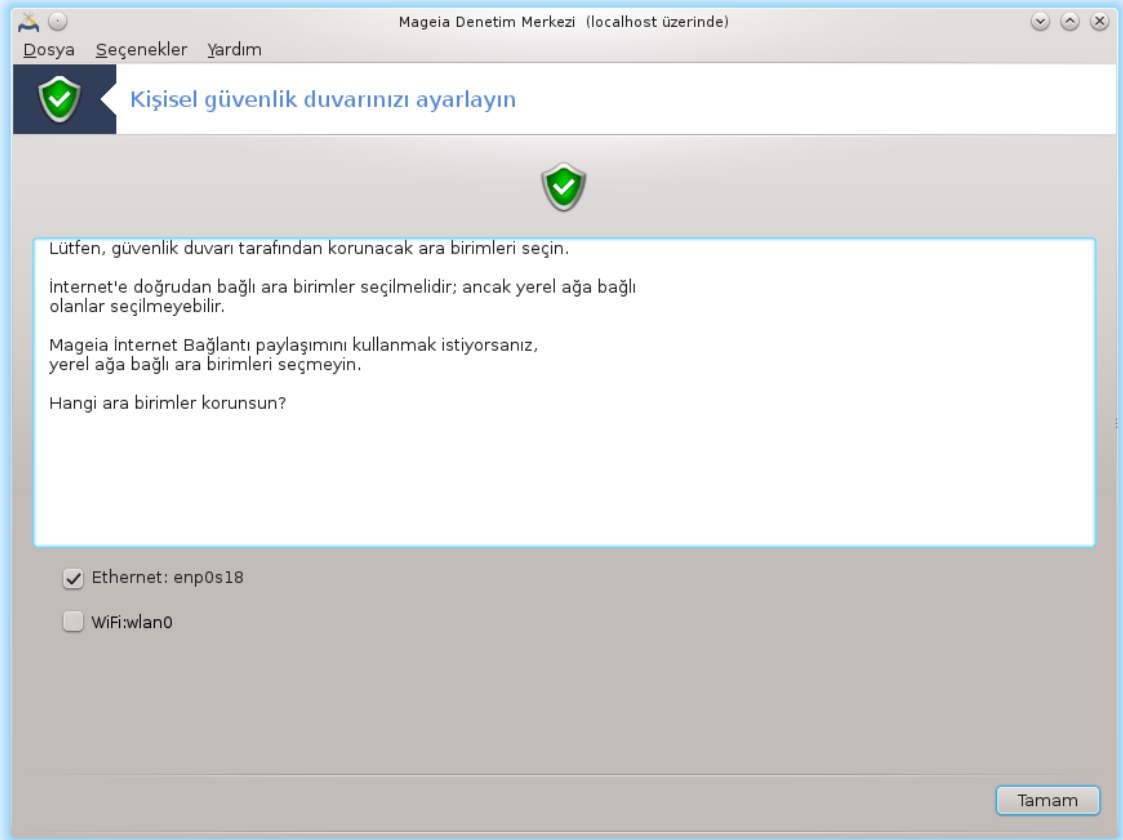 Mageia Denetim Merkezi (localhost üzerinde)
Dosya Seçenekler Yardım
Kişisel güvenlik duvarınızı ayarlayın
Lütfen, güvenlik duvarı tarafından korunacak ara birimleri seçin.
İnternet'e doğrudan bağlı ara birimler seçilmelidir; ancak yerel ağa bağlı
olanlar seçilmeyebilir.
Mageia İnternet Bağlantı paylaşımını kullanmak istiyorsanız,
yerel ağa bağlı ara birimleri seçmeyin.
Hangi ara birimler korunsun?
Ethernet: enp0s18
WiFi:wlan0
Tamam